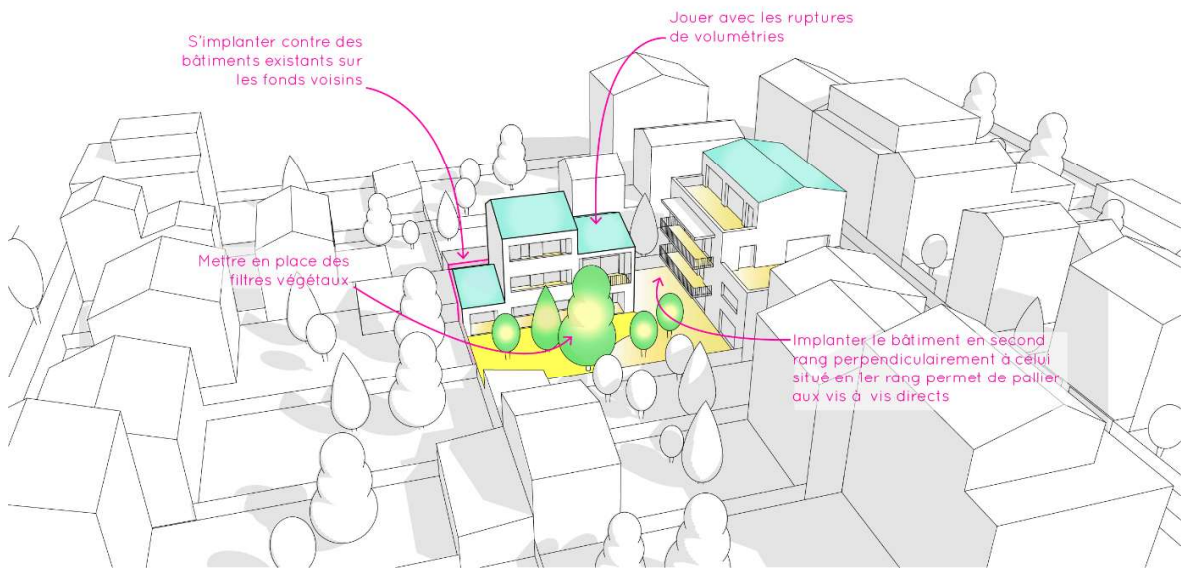 S'implanter contre des
bâtiments existants sur
les fonds voisins
Jouer avec les ruptures
de volumétries
Mettre en place des
filtres végétaux
Implanter le bâtiment en second
rang perpendiculairement à celui
situé en 1er rang permet de pallier
aux vis à vis directs